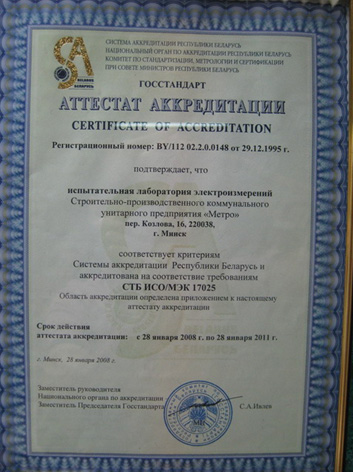 СИСТЕМА АККРЕДИТАЦИИ РЕСПУБЛИКИ БЕЛАРУСЬ
НАЦИОНАЛЬНЫЙ ОРГАН ПО АККРЕДИТАЦИИ РЕСПУБЛИКИ БЕЛАРУСЬ
КОМИТЕТ ПО СТАНДАРТИЗАЦИИ, МЕТРОЛОГИИ И СЕРТИФИКАЦИИ
ПРИ СОВЕТЕ МИНИСТРОВ РЕСПУБЛИКИ БЕЛАРУСЬ
ГОССТАНДАРТ
АТТЕСТАТ АККРЕДИТАЦИИ
CERTIFICATE OF ACCREDITATION
Регистрационный номер: BY/112 02.2.0.0148 от 29.12.1995 г.
подтверждает, что
испытательная лаборатория электроизмерений
Строительно-производственного коммунального
унитарного предприятия «Метро»
пер. Козлова, 16, 220038,
г. Минск
соответствует критериям
Системы аккредитации Республики Беларусь и
аккредитована на соответствие требованиям
СТБ ИСО/МЭК 17025
Область аккредитации определена приложением к настоящему
аттестату аккредитации
Срок действия
аттестата аккредитации: с 28 января 2008 г. по 28 января 2011 г.
г. Минск, 28 января 2008 г.
Заместитель руководителя
Национального органа по аккредитации
Заместитель Председателя Госстандарта
С.А.Ивлев